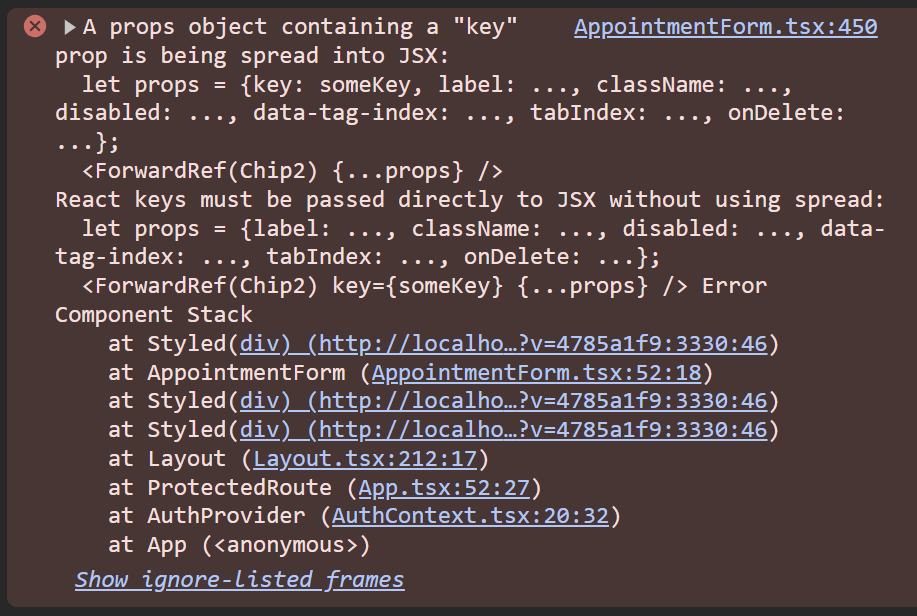 A props object containing a "key" AppointmentForm.tsx:450
prop is being spread into JSX:
let props = {key: someKey, label: ..., className: ...,
disabled: ..., data-tag-index: ..., tabIndex: ..., onDelete:
...};
<ForwardRef(Chip2) {...props} />
React keys must be passed directly to JSX without using spread:
let props = {label: ..., className: ..., disabled: ..., data-
tag-index: ..., tabIndex: ..., onDelete: ...};
<ForwardRef(Chip2) key={someKey} {...props} /> Error
Component Stack
at Styled(div) (http://localho…?v=4785a1f9:3330:46)
at AppointmentForm (AppointmentForm.tsx:52:18)
at Styled(div) (http://localho…?v=4785a1f9:3330:46)
at Styled(div) (http://localho…?v=4785a1f9:3330:46)
at Layout (Layout.tsx:212:17)
at ProtectedRoute (App.tsx:52:27)
at AuthProvider (AuthContext.tsx:20:32)
at App (<anonymous>)
Show ignore-listed frames